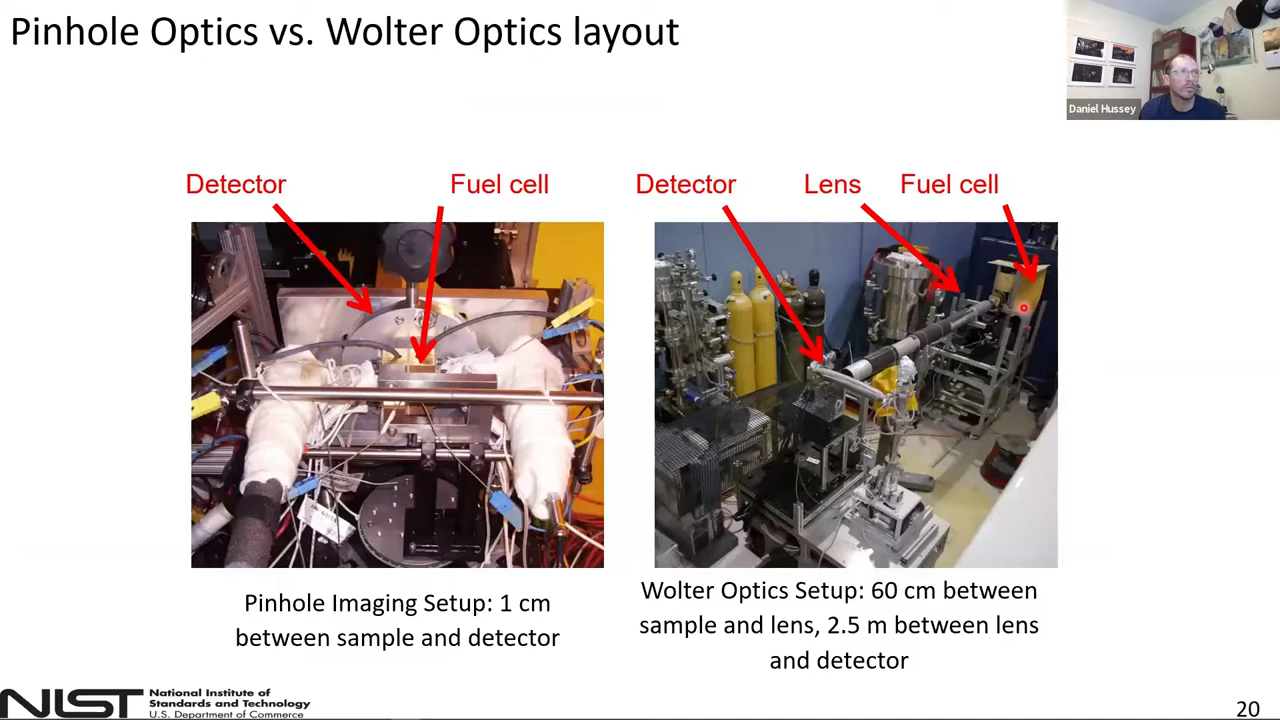 Pinhole Optics vs. Wolter Optics layout
Daniel Hussey
Detector
Fuel cell
Detector
Lens
Fuel cell
Pinhole Imaging Setup: 1 cm
between sample and detector
Wolter Optics Setup: 60 cm between
sample and lens, 2.5 m between lens
and detector
NIST
National Institute of
Standards and Technology
U.S. Department of Commerce
20